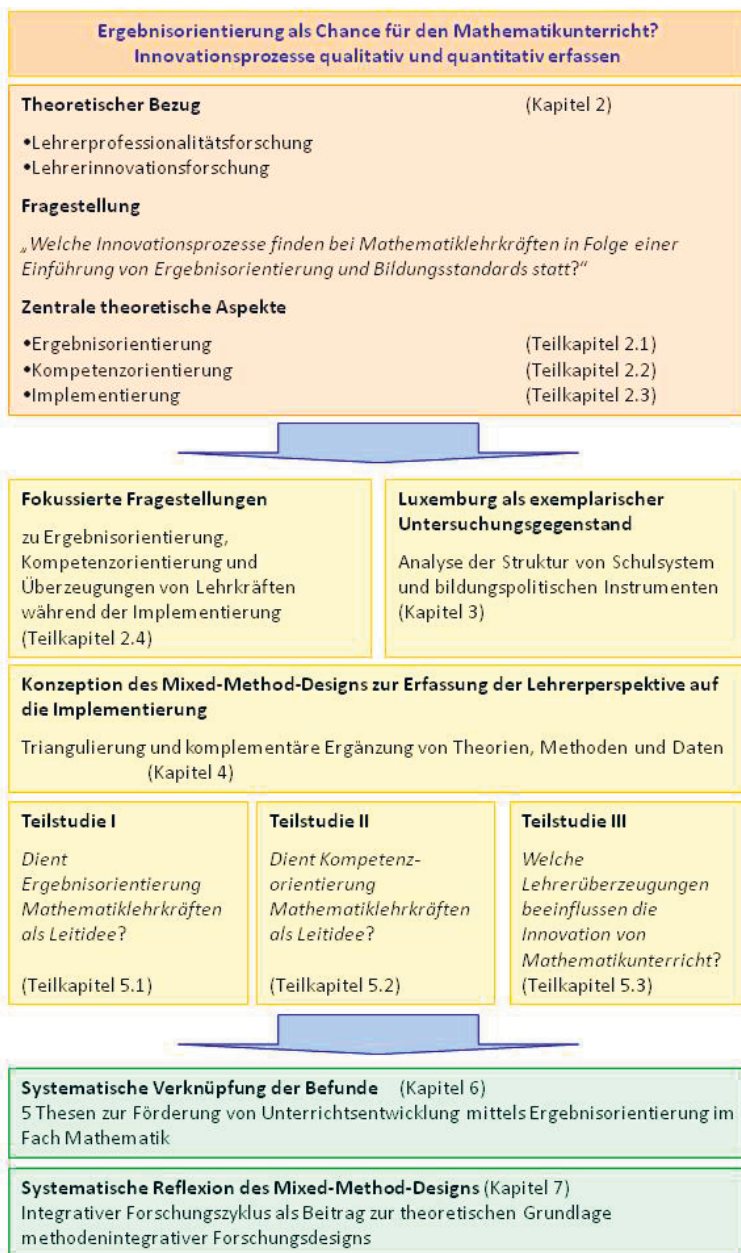 Ergebnisorientierung als Chance für den Mathematikunterricht?
Innovationsprozesse qualitativ und quantitativ erfassen
Theoretischer Bezug (Kapitel 2)
•Lehrerprofessionalitätsforschung
•Lehrerinnovationsforschung
Fragestellung
„Welche Innovationsprozesse finden bei Mathematiklehrkräften in Folge einer
Einführung von Ergebnisorientierung und Bildungsstandards statt?“
Zentrale theoretische Aspekte
•Ergebnisorientierung (Teilkapitel 2.1)
•Kompetenzorientierung (Teilkapitel 2.2)
•Implementierung (Teilkapitel 2.3)
Fokussierte Fragestellungen
zu Ergebnisorientierung,
Kompetenzorientierung und
Überzeugungen von Lehrkräften
während der Implementierung
(Teilkapitel 2.4)
Luxemburg als exemplarischer
Untersuchungsgegenstand
Analyse der Struktur von Schulsystem
und bildungspolitischen Instrumenten
(Kapitel 3)
Konzeption des Mixed-Method-Designs zur Erfassung der Lehrerperspektive auf
die Implementierung
Triangulierung und komplementäre Ergänzung von Theorien, Methoden und Daten
(Kapitel 4)
Teilstudie I
Dient
Ergebnisorientierung
Mathematiklehrkräften
als Leitidee?
(Teilkapitel 5.1)
Teilstudie II
Dient Kompetenz-
orientierung
Mathematiklehrkräften
als Leitidee?
(Teilkapitel 5.2)
Teilstudie III
Welche
Lehrerüberzeugungen
beeinflussen die
Innovation von
Mathematikunterricht?
(Teilkapitel 5.3)
Systematische Verknüpfung der Befunde (Kapitel 6)
5 Thesen zur Förderung von Unterrichtsentwicklung mittels Ergebnisorientierung im
Fach Mathematik
Systematische Reflexion des Mixed-Method-Designs (Kapitel 7)
Integrativer Forschungszyklus als Beitrag zur theoretischen Grundlage
methodenintegrativer Forschungsdesigns